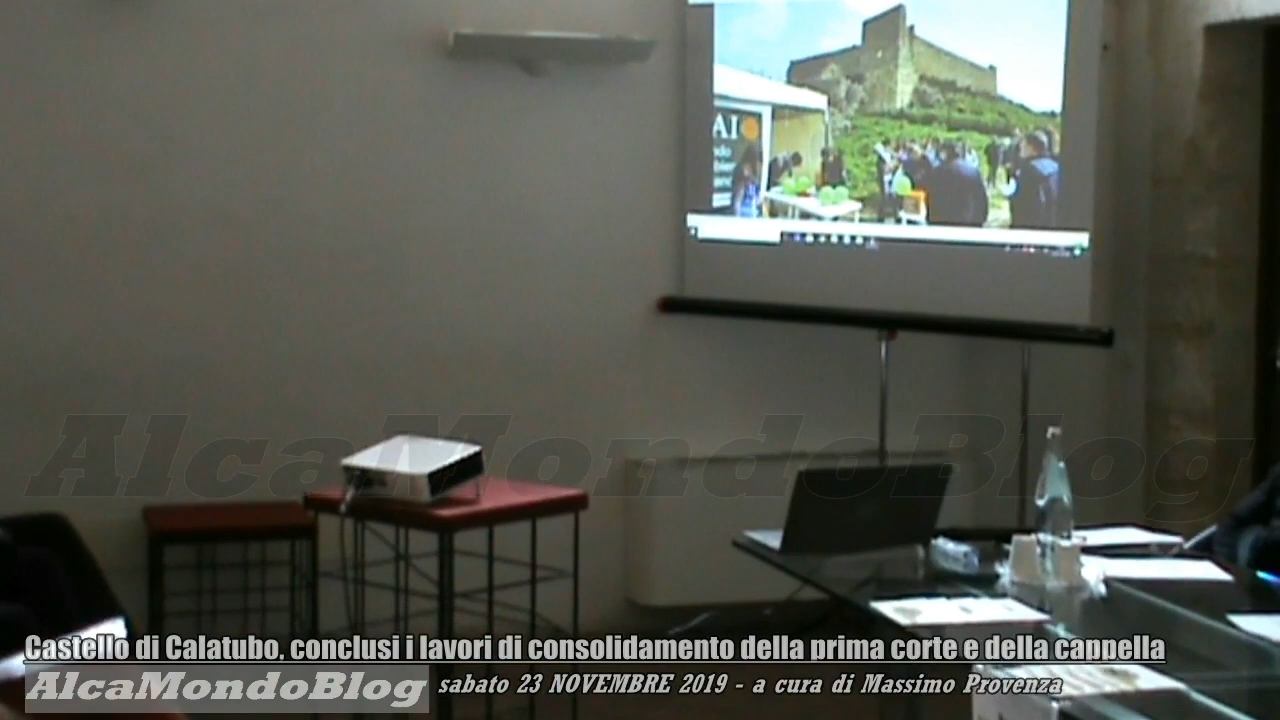 AI
AlcaMondoBlog
Castello di Calatubo, conclusi i lavori di consolidamento della prima corte e della cappella
AlcaMondoBlog sabato 23 NOVEMBRE 2019 - a cura di Massimo Provenza